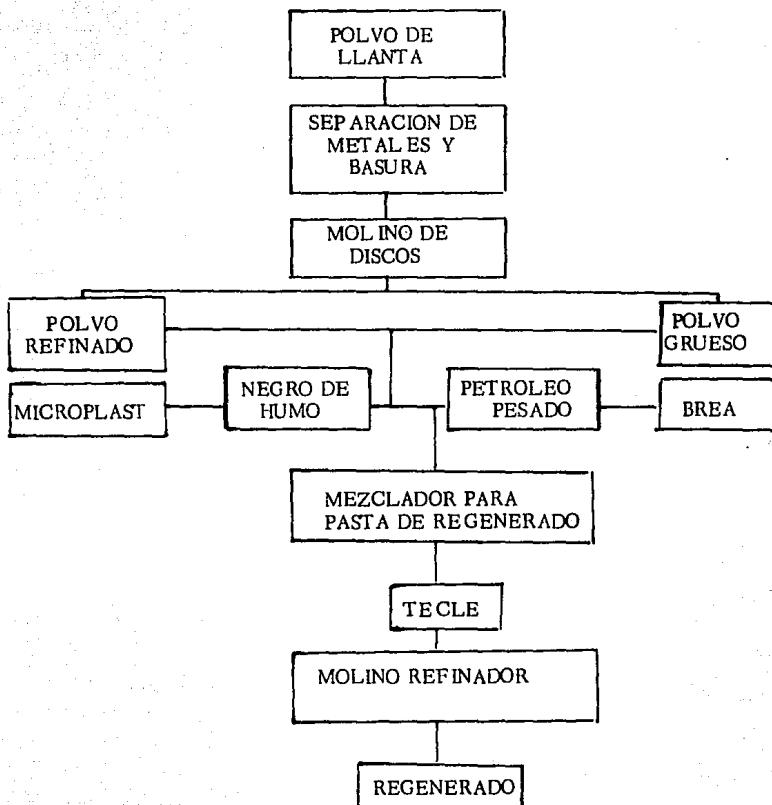 POLVO DE
LLANTA
SEPARACION DE
METALES Y
BASURA
MOLINO DE
DISCOS
POLVO
REFINADO
POLVO
GRUESO
MICROPLAST
NEGRO DE
HUMO
PETROLEO
PESADO
BREA
MEZCLADOR PARA
PASTA DE REGENERADO
TECLE
MOLINO REFINADOR
REGENERADO